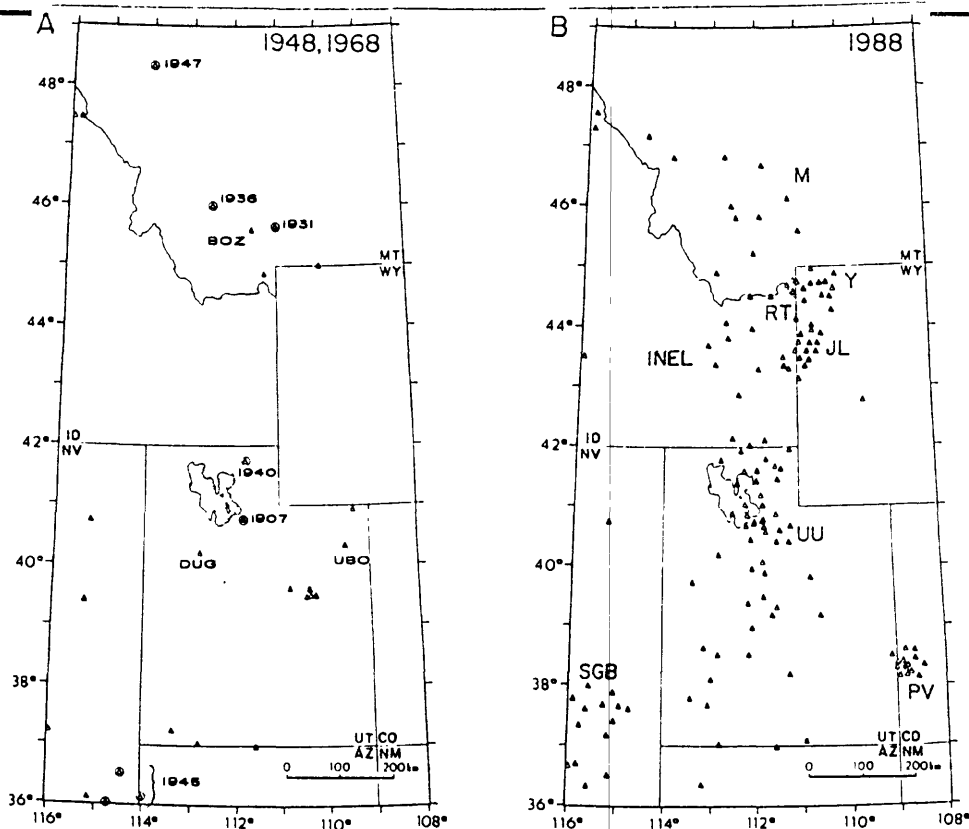 A
1948, 1968
1947
48°
1936
1931
BOZ
46°
MT
WY
44°
42°
ID
NV
1940
1907
40°
DUG
UBO
38°
UT CO
AZ NM
1945
0 100 200km
36°
116° 114° 112° 110° 108°
B
1988
48°
M
46°
MT
WY
Y
RT
44°
INEL
JL
42°
ID
NV
UU
40°
SGB
38°
PV
UT CO
AZ NM
0 100 200km
36°
116° 114° 112° 110° 108°